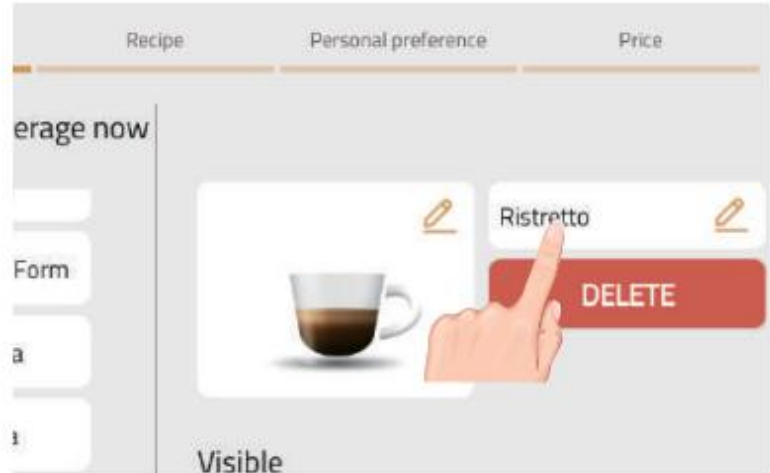 Recipe Personal preference Price
erage now
Form
a
a
Ristretto
DELETE
Visible